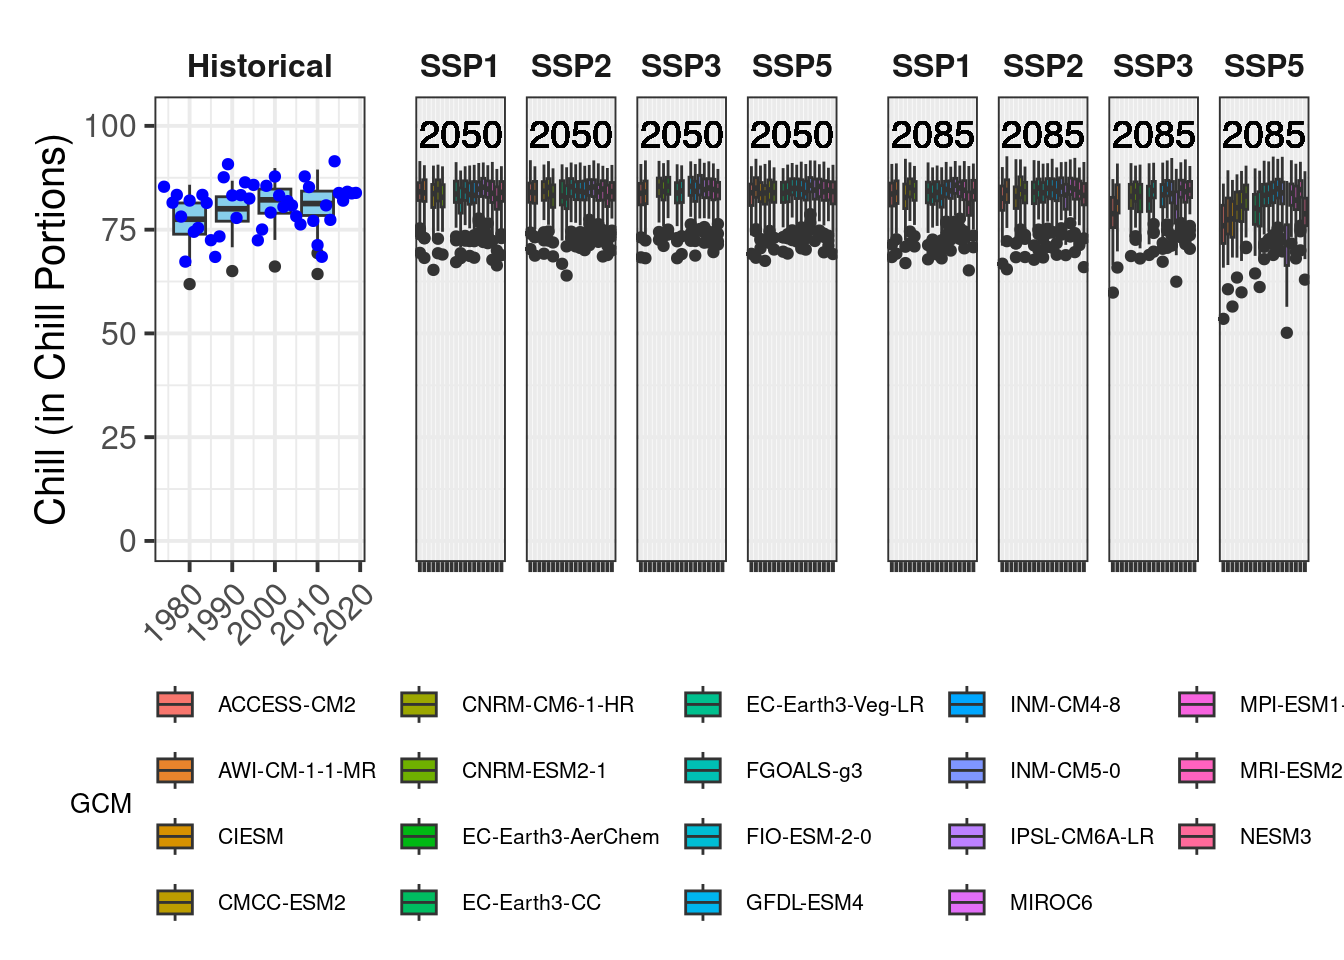 Historical SSP1 SSP2 SSP3 SSP5 SSP1 SSP2 SSP3 SSP5
2050 2050 2050 2050 2085 2085 2085 2085
Chill (in Chill Portions)
100
75
50
25
0
1980 1990 2000 2010 2020
GCM
ACCESS-CM2 CNRM-CM6-1-HR EC-Earth3-Veg-LR INM-CM4-8 MPI-ESM1-
AWI-CM-1-1-MR CNRM-ESM2-1 FGOALS-g3 INM-CM5-0 MRI-ESM2
CIESM EC-Earth3-AerChem FIO-ESM-2-0 IPSL-CM6A-LR NESM3
CMCC-ESM2 EC-Earth3-CC GFDL-ESM4 MIROC6